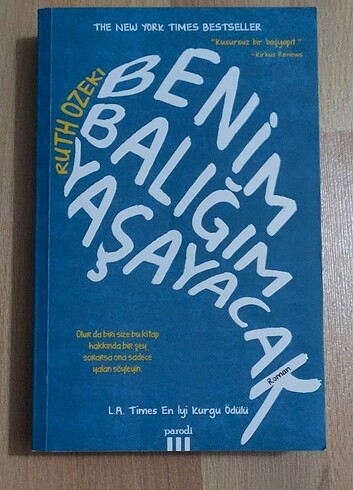 THE NEW YORK TIMES BESTSELLER
"Kusursuz bir başyapıt."
-Kirkus Reviews
RUTH OZEKI
BENİM
BALIĞIM
YAŞAYACAK
Roman
Olur da biri size bu kitap
hakkında bir şey
sorarsa ona sadece
yalan söyleyin.
L.A. Times En İyi Kurgu Ödülü
parodi